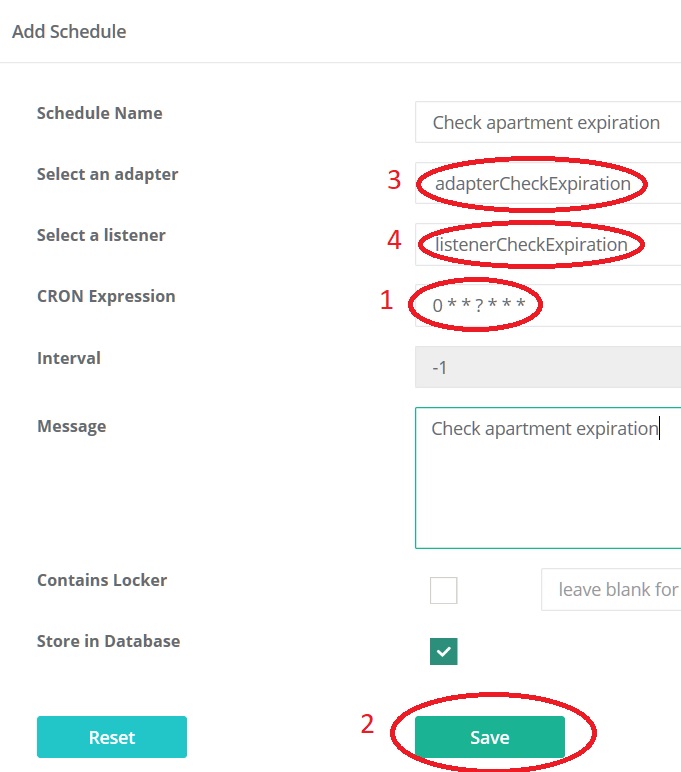 Add Schedule
Schedule Name
Check apartment expiration
Select an adapter
3
adapterCheckExpiration
Select a listener
4
listenerCheckExpiration
CRON Expression
1
0 * * ? * * *
Interval
-1
Message
Check apartment expiration
Contains Locker
leave blank for
Store in Database
Reset
2
Save